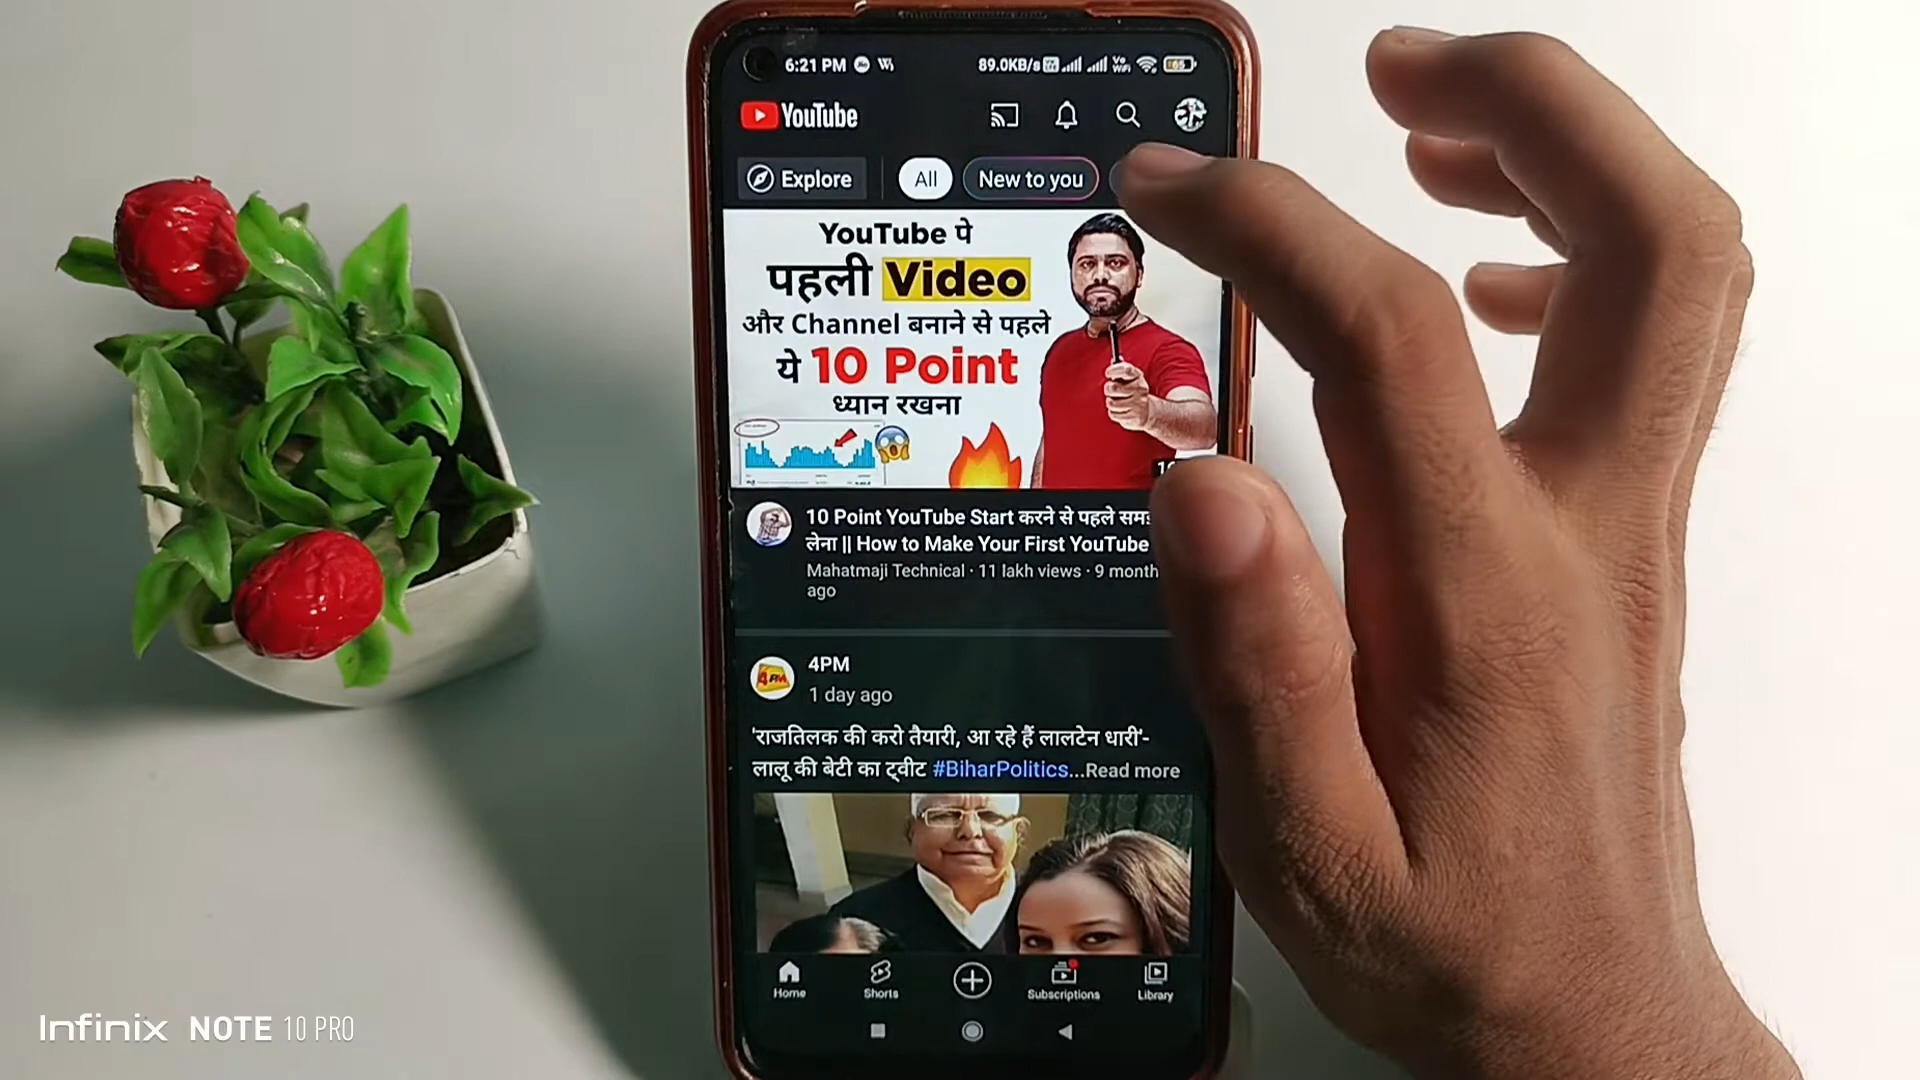 6:21 PM
89.0KB/s
65
YouTube
Explore
All
New to you
YouTube पे
पहली Video
और Channel बनाने से पहले
ये 10 Point
ध्यान रखना
10 Point YouTube Start करने से पहले
लेना || How to Make Your First YouTube
Mahatmaji Technical · 11 lakh views · 9 month
ago
4PM
4PM
1 day ago
'राजतिलक की करो तैयारी, आ रहे हैं लालटेन धारी'-
लालू की बेटी का ट्वीट #BiharPolitics...Read more
Home
Shorts
Subscriptions
Library
Infinix NOTE 10 PRO